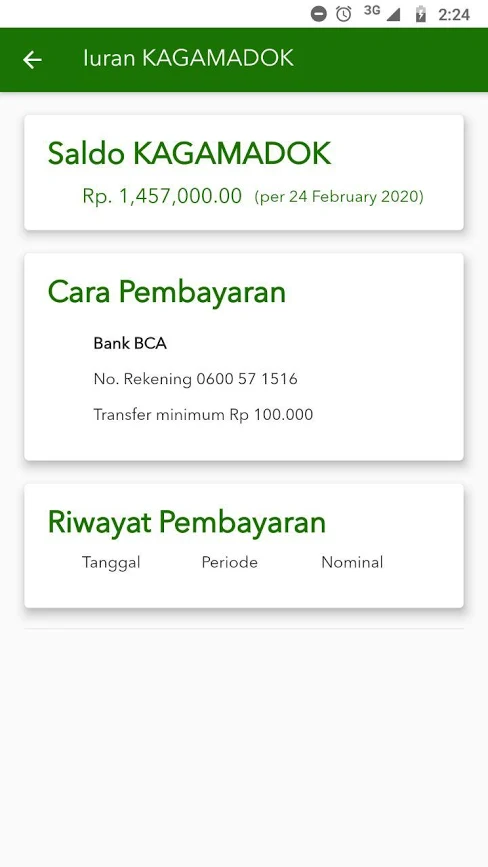 3G 2:24
Iuran KAGAMADOK
Saldo KAGAMADOK
Rp. 1,457,000.00 (per 24 February 2020)
Cara Pembayaran
Bank BCA
No. Rekening 0600 57 1516
Transfer minimum Rp 100.000
Riwayat Pembayaran
Tanggal Periode Nominal